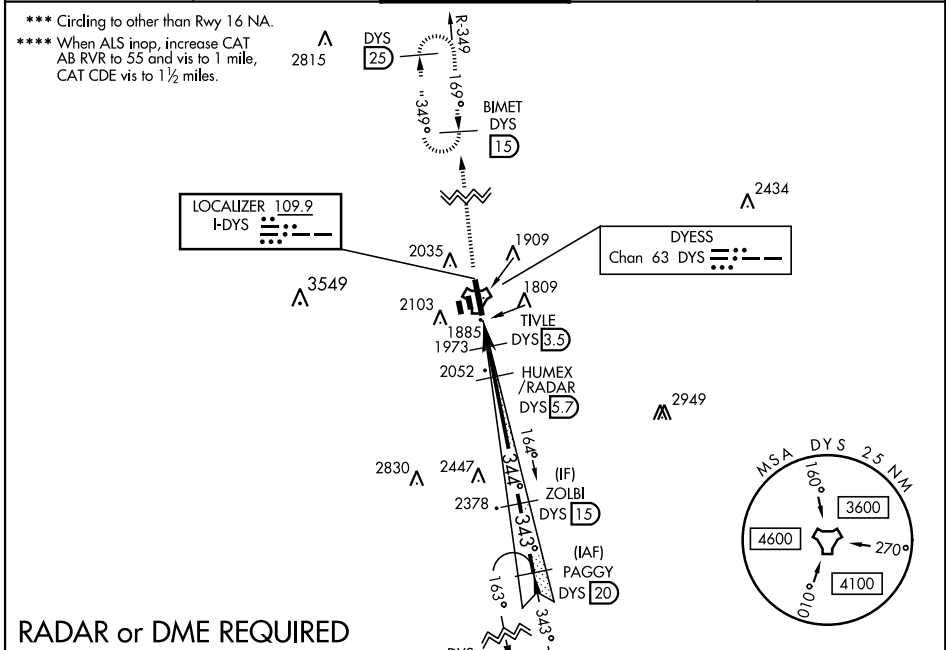 *** Circling to other than Rwy 16 NA.
**** When ALS inop, increase CAT
AB RVR to 55 and vis to 1 mile,
CAT CDE vis to 1½ miles.
2815
DYS
25
R-349
349°
169°
BIMET
DYS
15
2434
LOCALIZER 109.9
I-DYS
DYESS
Chan 63 DYS
2035
1909
3549
2103
1809
1885
TIVLE
DYS 3.5
1973
2052
HUMEX
/RADAR
DYS 5.7
2949
164°
344°
2830
2447
(IF)
ZOLBI
DYS 15
2378
343°
(IAF)
PAGGY
DYS 20
163°
343°
MSA DYS 25 NM
160°
3600
4600
270°
4100
010°
RADAR or DME REQUIRED
DYS